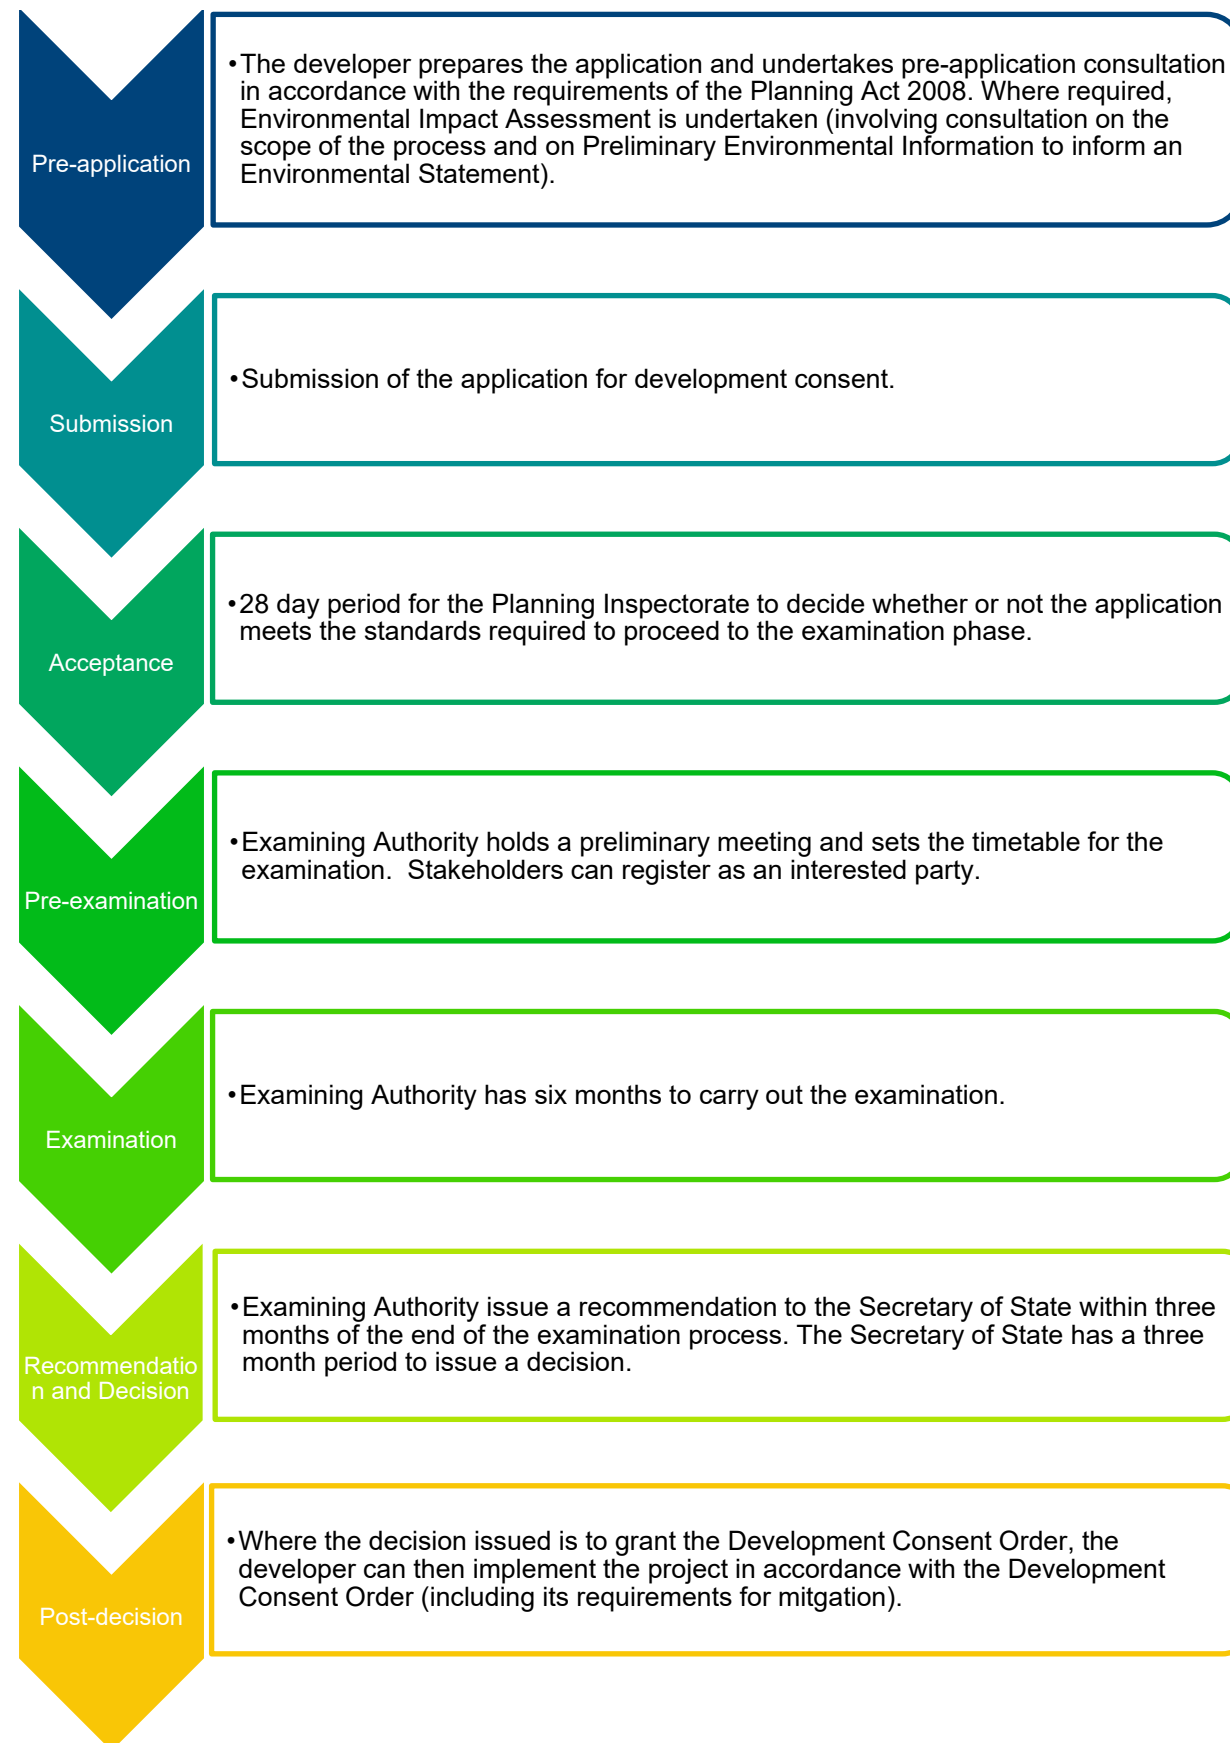 Pre-application
•The developer prepares the application and undertakes pre-application consultation
in accordance with the requirements of the Planning Act 2008. Where required,
Environmental Impact Assessment is undertaken (involving consultation on the
scope of the process and on Preliminary Environmental Information to inform an
Environmental Statement).
Submission
•Submission of the application for development consent.
Acceptance
•28 day period for the Planning Inspectorate to decide whether or not the application
meets the standards required to proceed to the examination phase.
Pre-examination
•Examining Authority holds a preliminary meeting and sets the timetable for the
examination.  Stakeholders can register as an interested party.
Examination
•Examining Authority has six months to carry out the examination.
Recommendatio
n and Decision
•Examining Authority issue a recommendation to the Secretary of State within three
months of the end of the examination process. The Secretary of State has a three
month period to issue a decision.
Post-decision
•Where the decision issued is to grant the Development Consent Order, the
developer can then implement the project in accordance with the Development
Consent Order (including its requirements for mitgation).